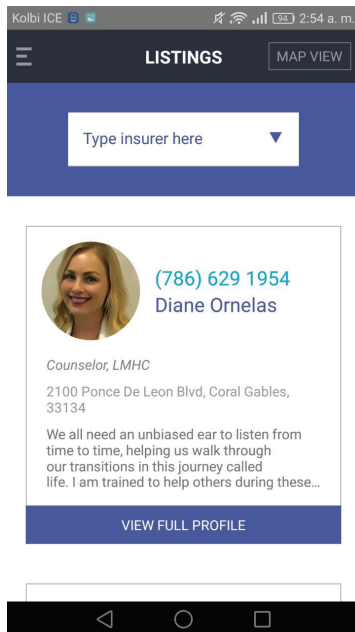 Kolbi ICE 94 2:54 a. m.
LISTINGS MAP VIEW
Type insurer here
(786) 629 1954
Diane Ornelas
Counselor, LMHC
2100 Ponce De Leon Blvd, Coral Gables,
33134
We all need an unbiased ear to listen from
time to time, helping us walk through
our transitions in this journey called
life. I am trained to help others during these...
VIEW FULL PROFILE